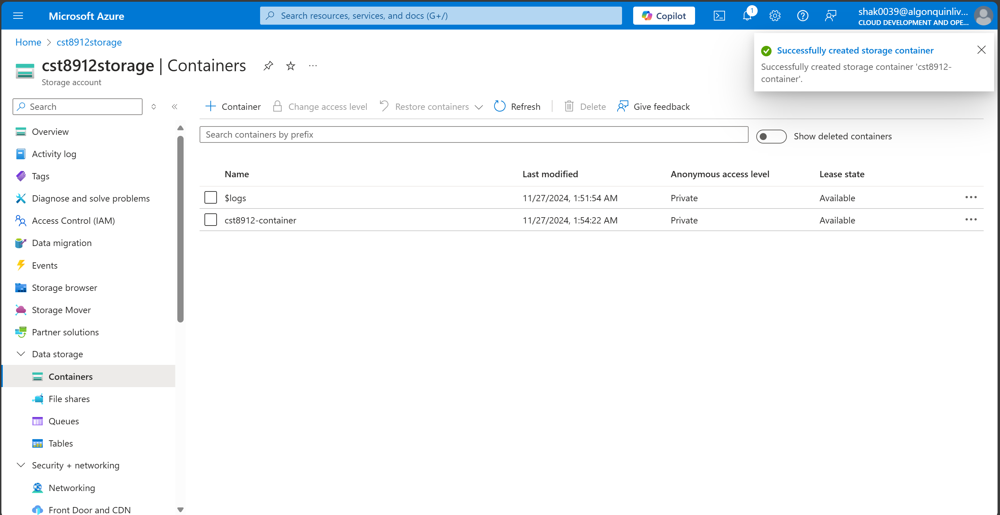 Microsoft Azure
Search resources, services, and docs (G+/)
Copilot
1
shak0039@algonquinliv...
CLOUD DEVELOPMENT AND OPE...
Home > cst8912storage
Successfully created storage container
Successfully created storage container 'cst8912-
container'.
cst8912storage | Containers
Storage account
Search
Container
Change access level
Restore containers
Refresh
Delete
Give feedback
Search containers by prefix
Show deleted containers
Overview
Activity log
Tags
Diagnose and solve problems
Access Control (IAM)
Data migration
Events
Storage browser
Storage Mover
Partner solutions
Data storage
Containers
File shares
Queues
Tables
Security + networking
Networking
Front Door and CDN
Name Last modified Anonymous access level Lease state
$logs 11/27/2024, 1:51:54 AM Private Available
cst8912-container 11/27/2024, 1:54:22 AM Private Available